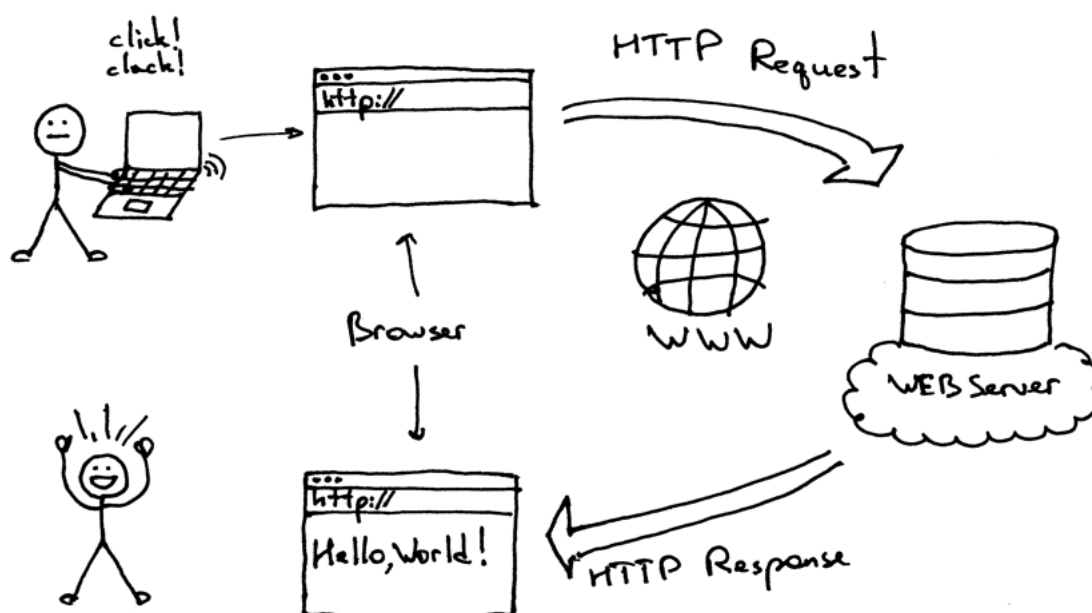 click!
clack!
HTTP Request
http://
WWW
Browser
WEB Server
http://
Hello, World!
HTTP Response